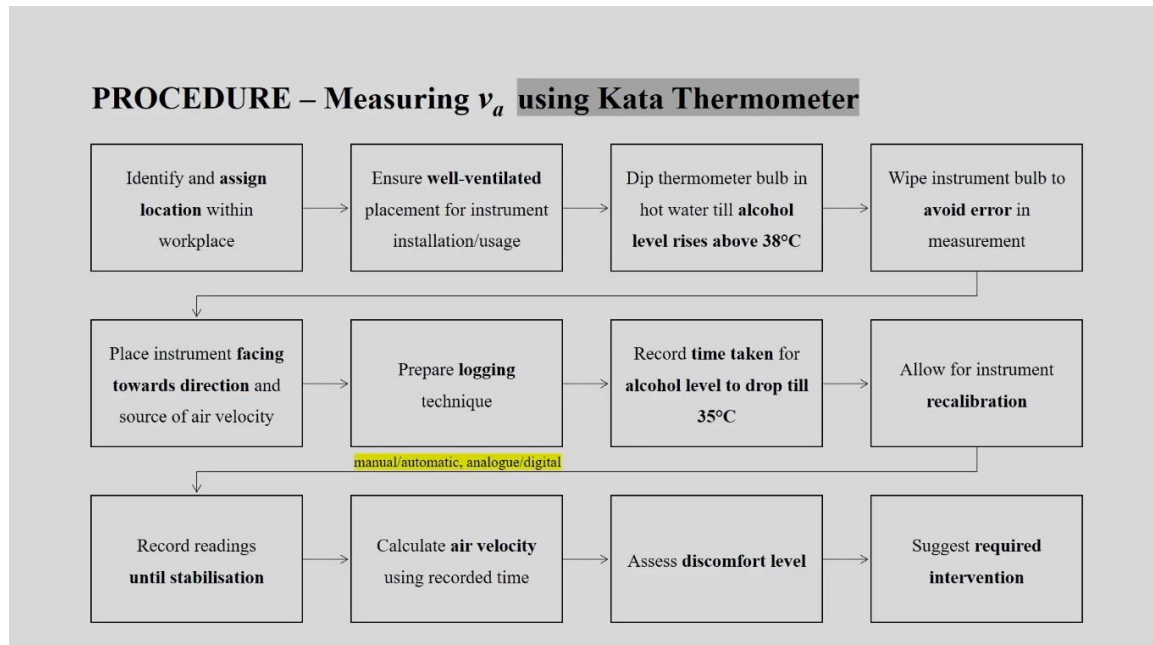 PROCEDURE – Measuring vₐ using Kata Thermometer
Identify and assign
location within
workplace
Ensure well-ventilated
placement for instrument
installation/usage
Dip thermometer bulb in
hot water till alcohol
level rises above 38°C
Wipe instrument bulb to
avoid error in
measurement
Place instrument facing
towards direction and
source of air velocity
Prepare logging
technique
manual/automatic, analogue/digital
Record time taken for
alcohol level to drop till
35°C
Allow for instrument
recalibration
Record readings
until stabilisation
Calculate air velocity
using recorded time
Assess discomfort level
Suggest required
intervention